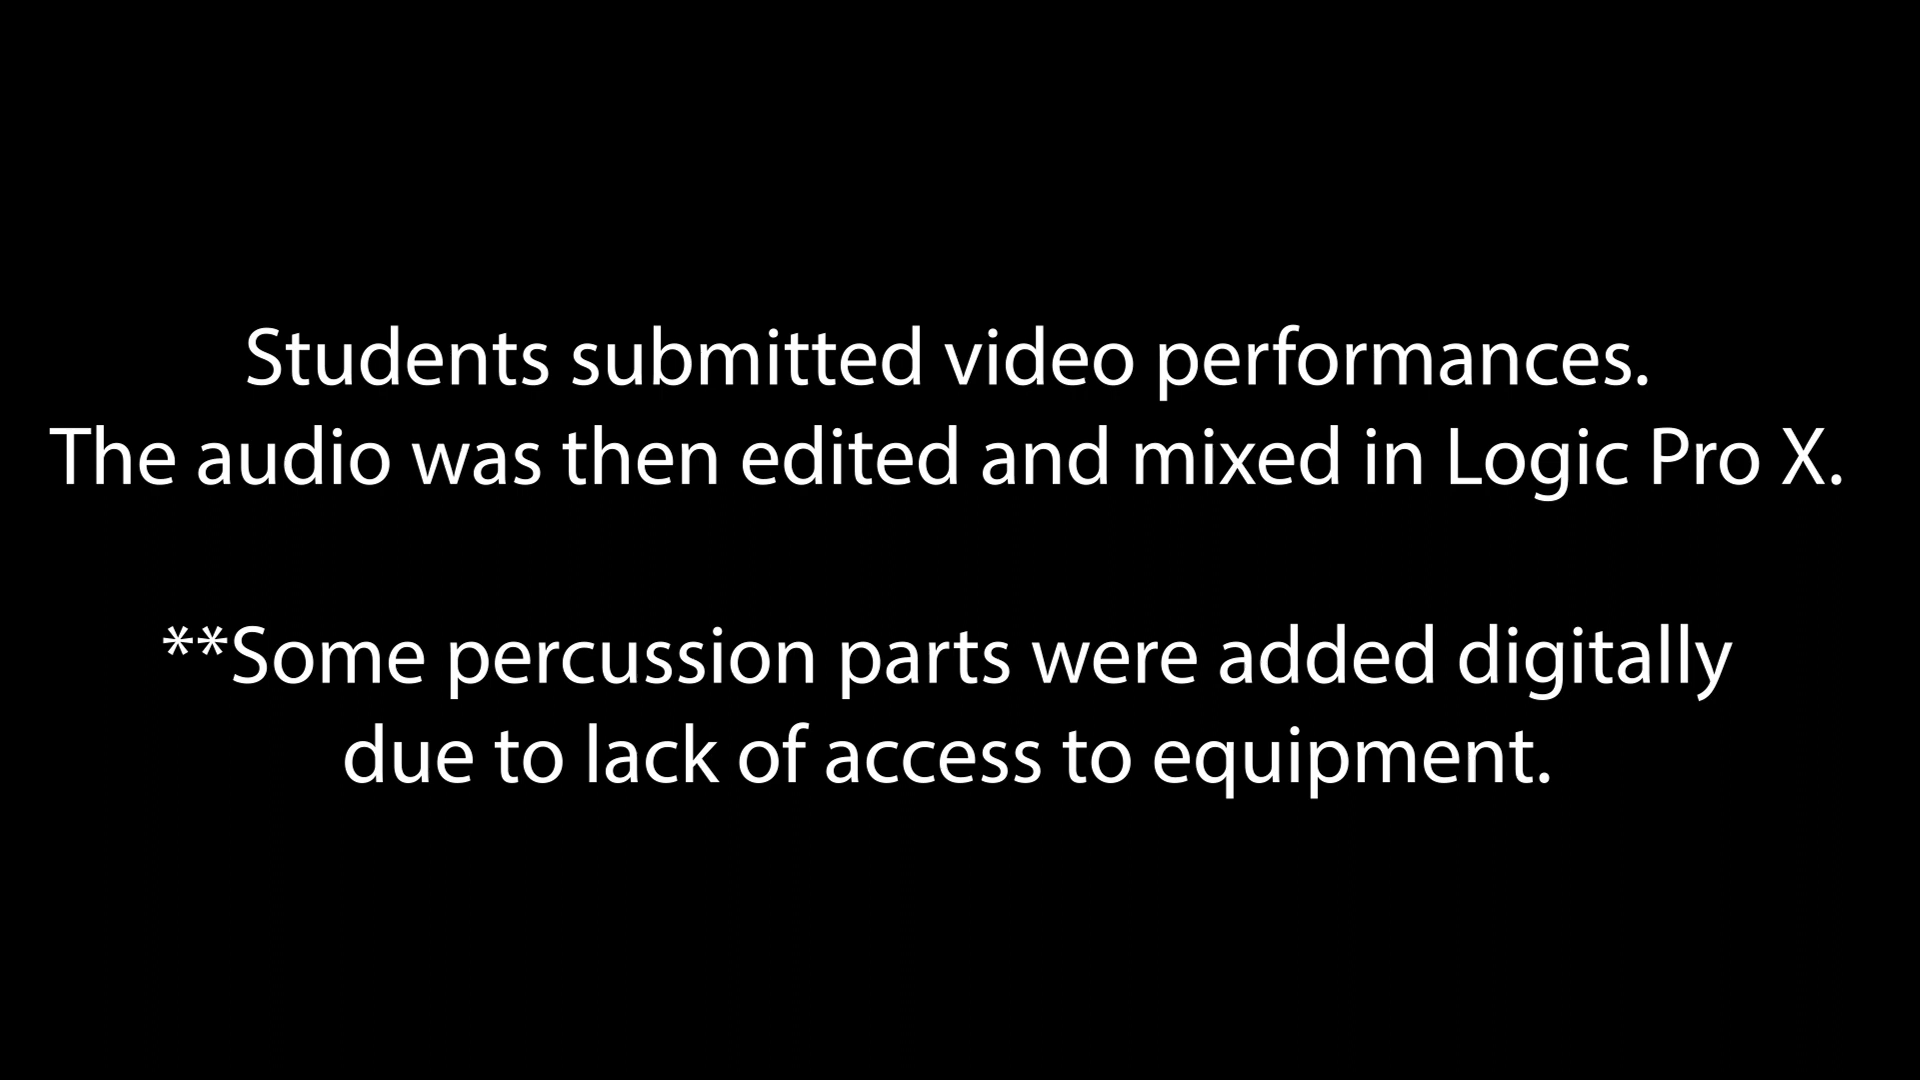 Students submitted video performances.
The audio was then edited and mixed in Logic Pro X.
**Some percussion parts were added digitally
due to lack of access to equipment.